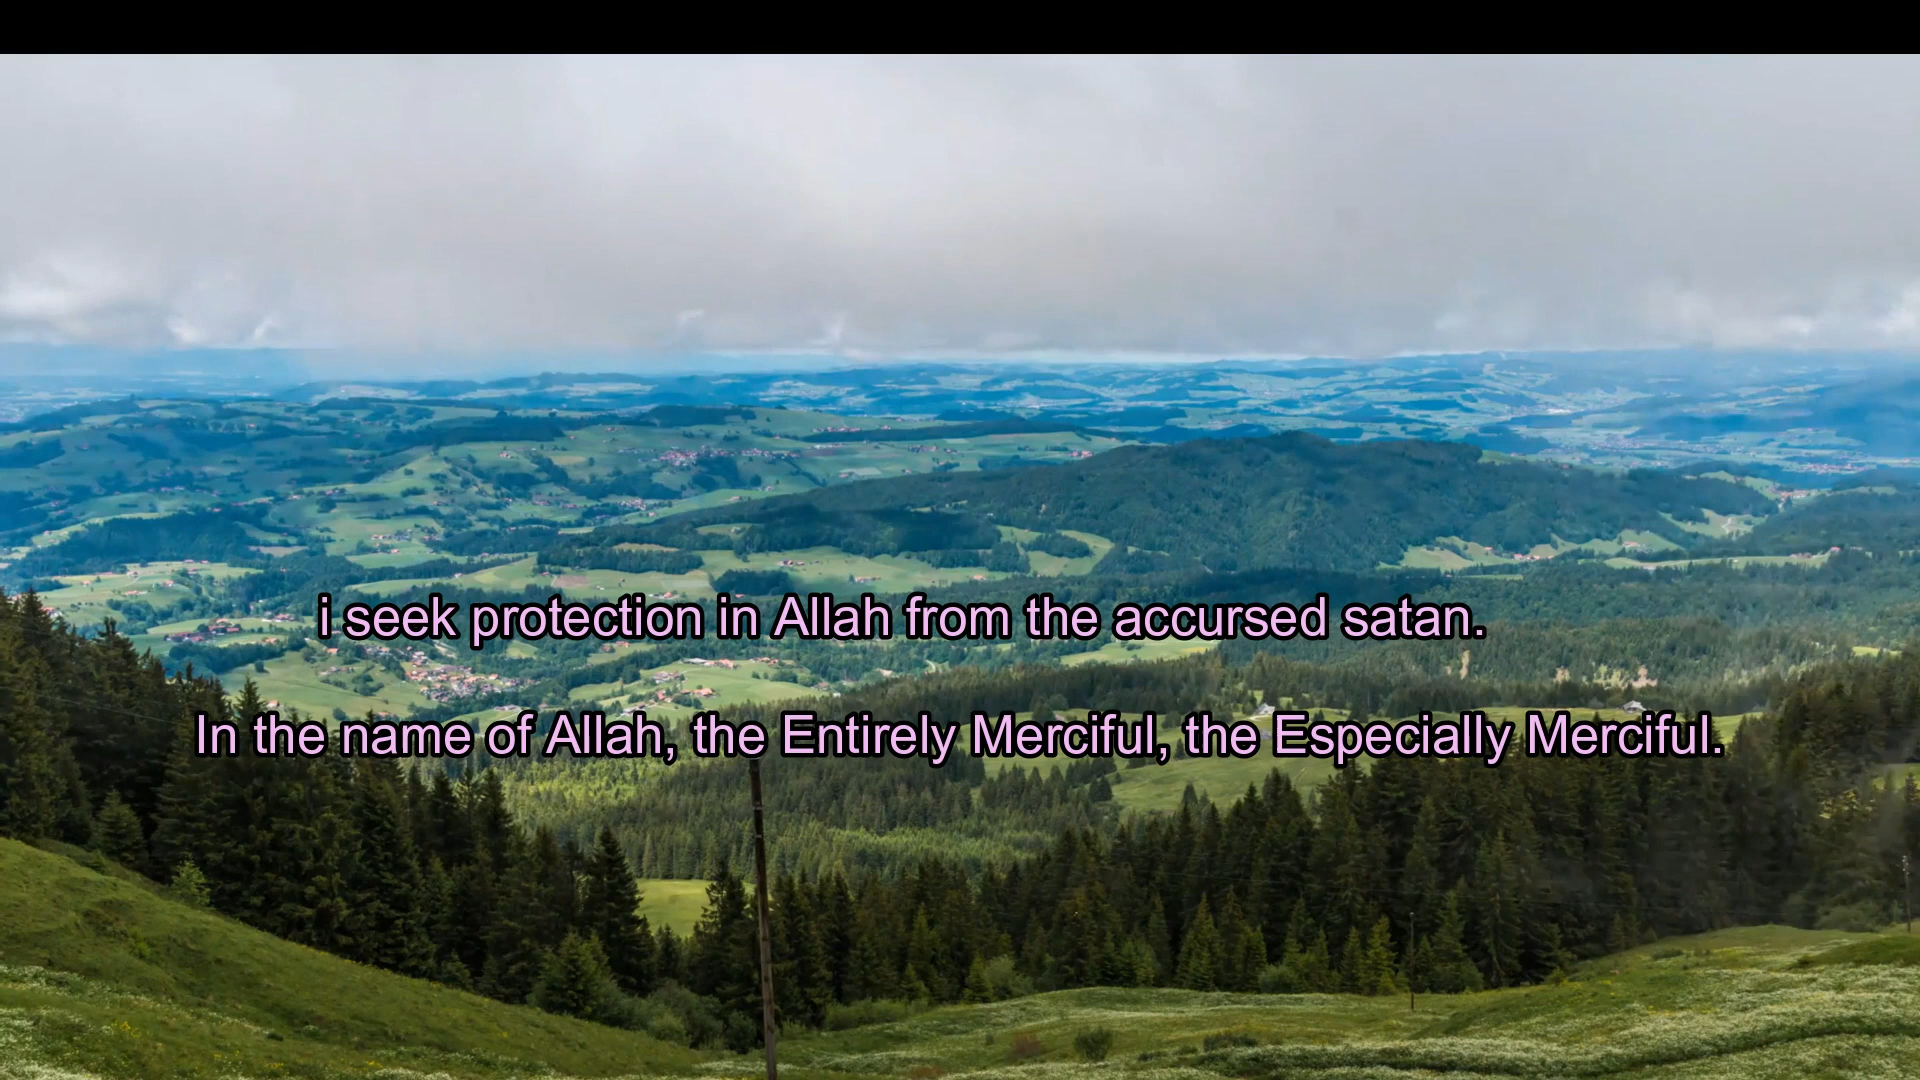 i seek protection in Allah from the accursed satan.
In the name of Allah, the Entirely Merciful, the Especially Merciful.